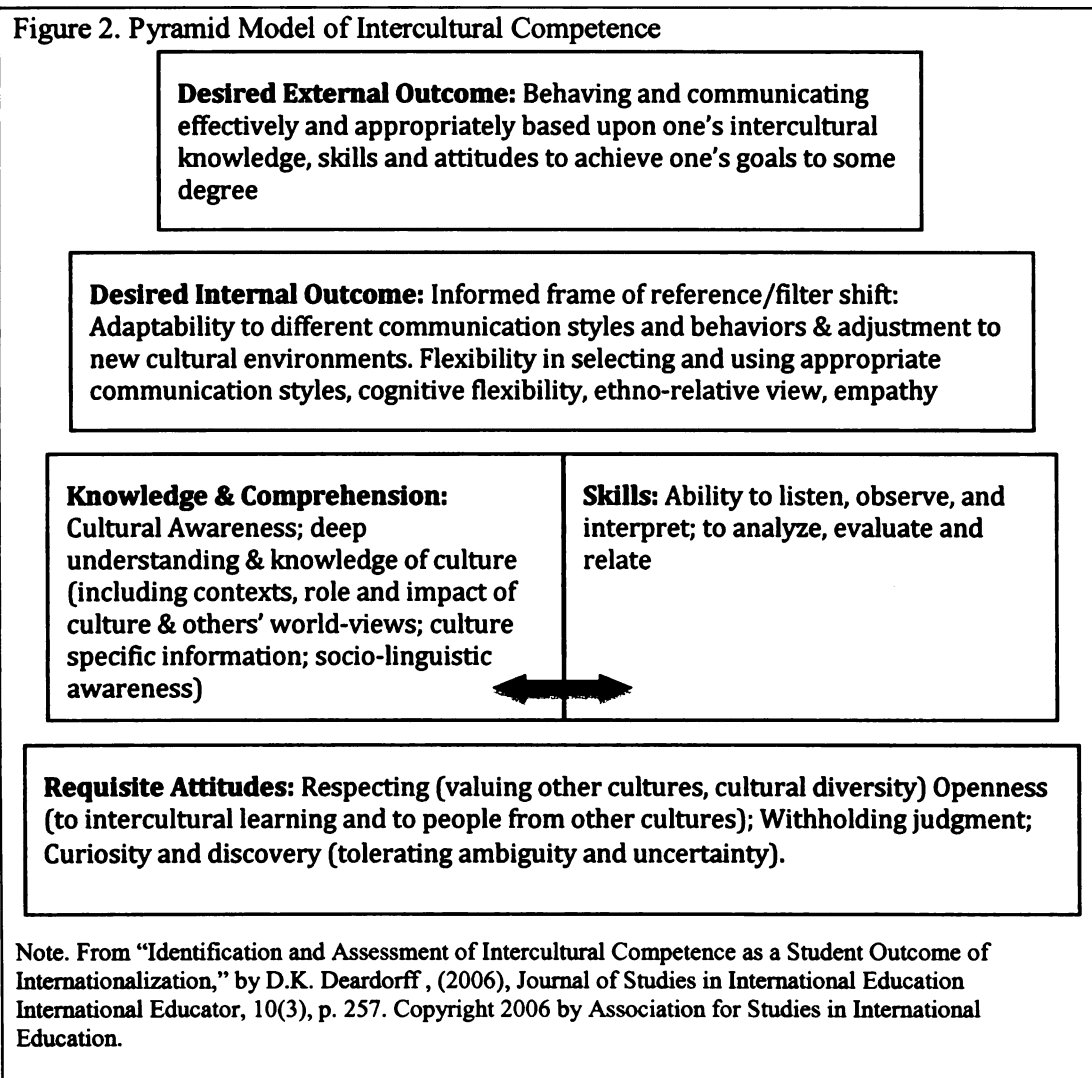 Figure 2. Pyramid Model of Intercultural Competence
Desired External Outcome: Behaving and communicating
effectively and appropriately based upon one's intercultural
knowledge, skills and attitudes to achieve one's goals to some
degree
Desired Internal Outcome: Informed frame of reference/filter shift:
Adaptability to different communication styles and behaviors & adjustment to
new cultural environments. Flexibility in selecting and using appropriate
communication styles, cognitive flexibility, ethno-relative view, empathy
Knowledge & Comprehension:
Cultural Awareness; deep
understanding & knowledge of culture
(including contexts, role and impact of
culture & others' world-views; culture
specific information; socio-linguistic
awareness)
Skills: Ability to listen, observe, and
interpret; to analyze, evaluate and
relate
Requisite Attitudes: Respecting (valuing other cultures, cultural diversity) Openness
(to intercultural learning and to people from other cultures); Withholding judgment;
Curiosity and discovery (tolerating ambiguity and uncertainty).
Note. From "Identification and Assessment of Intercultural Competence as a Student Outcome of
Internationalization," by D.K. Deardorff , (2006), Journal of Studies in International Education
International Educator, 10(3), p. 257. Copyright 2006 by Association for Studies in International
Education.